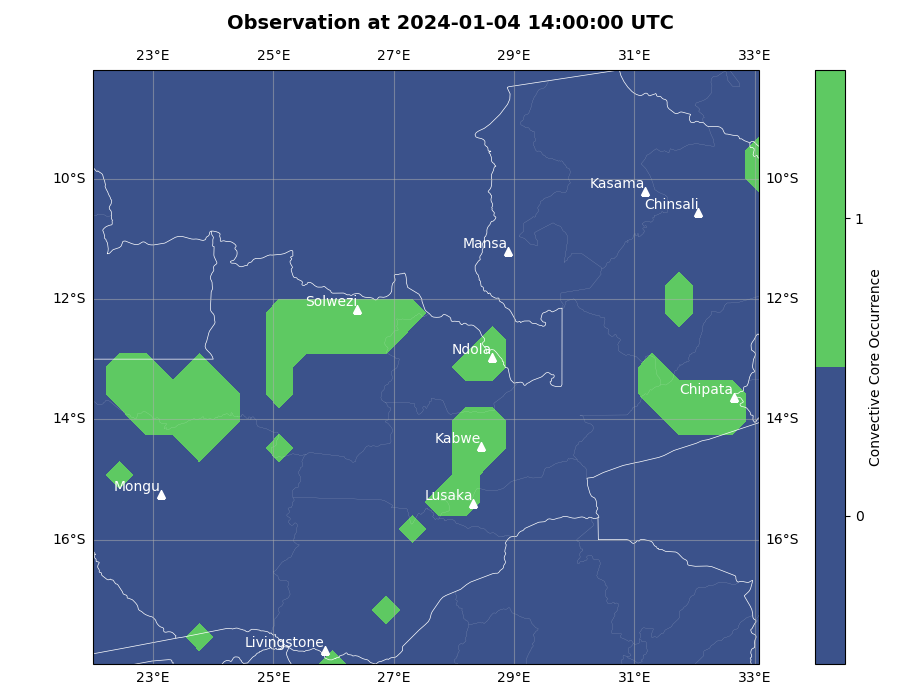 Observation at 2024-01-04 14:00:00 UTC
23°E 25°E 27°E 29°E 31°E 33°E
10°S 10°S
Kasama
Chinsali
Mansa
1
12°S 12°S
Solwezi
Ndola
Chipata
14°S 14°S
Kabwe
Mongu
Lusaka
0
16°S 16°S
Livingstone
23°E 25°E 27°E 29°E 31°E 33°E
Convective Core Occurrence